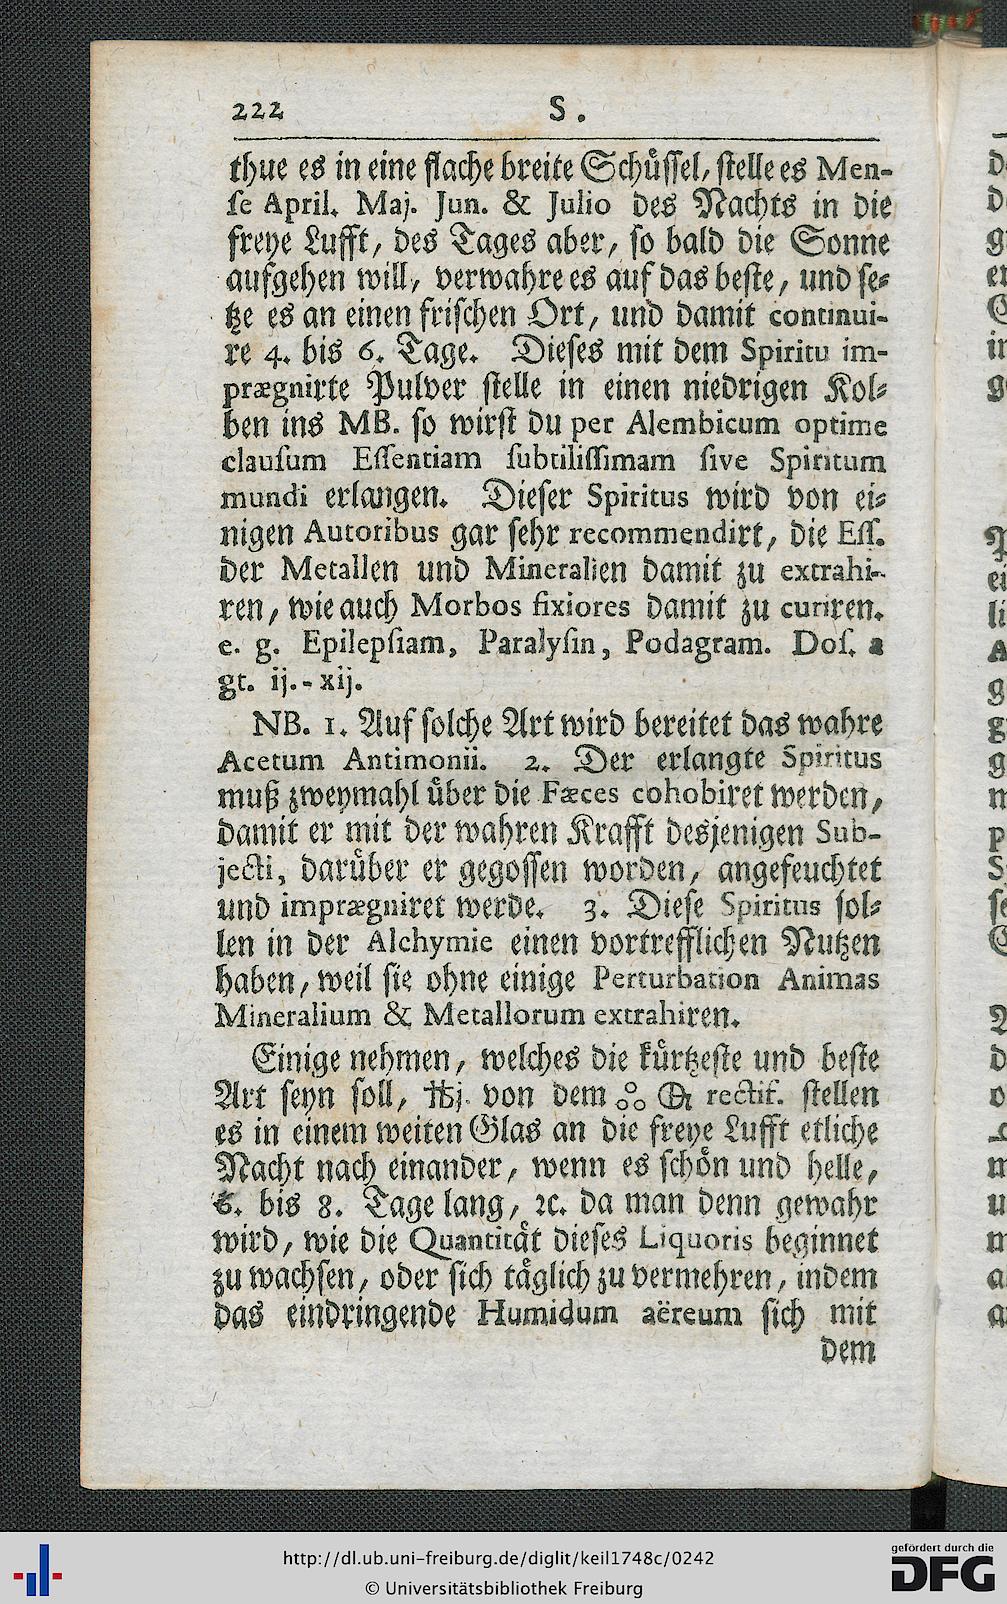 222 S.
thue es in eine flache breite Schüssel, stelle es Men-
se April. Maj. Jun. & Julio des Nachts in die
freye Lufft, des Tages aber, so bald die Sonne
aufgehen will, verwahre es auf das beste, und se-
tze es an einen frischen Ort, und damit continui-
re 4. bis 6. Tage. Dieses mit dem Spiritu im-
prægnirte Pulver stelle in einen niedrigen Kol-
ben ins MB. so wirst du per Alembicum optime
clausum Essentiam subtilissimam sive Spiritum
mundi erlangen. Dieser Spiritus wird von ei-
nigen Autoribus gar sehr recommendirt, die Ess.
der Metallen und Mineralien damit zu extrahi-
ren, wie auch Morbos fixiores damit zu curiren.
e. g. Epilepsiam, Paralysin, Podagram. Dos. a
gt. ij.-xij.
NB. 1. Auf solche Art wird bereitet das wahre
Acetum Antimonii. 2. Der erlangte Spiritus
muß zweymahl über die Fæces cohobiret werden,
damit er mit der wahren Krafft desjenigen Sub-
jecti, darüber er gegossen worden, angefeuchtet
und imprægniret werde. 3. Diese Spiritus sol-
len in der Alchymie einen vortrefflichen Nutzen
haben, weil sie ohne einige Perturbation Animas
Mineralium & Metallorum extrahiren.
Einige nehmen, welches die kürtzeste und beste
Art seyn soll, ℔j. von dem rectif. stellen
es in einem weiten Glas an die freye Lufft etliche
Nacht nach einander, wenn es schön und helle,
6. bis 8. Tage lang, ꝛc. da man denn gewahr
wird, wie die Quantität dieses Liquoris beginnet
zu wachsen, oder sich täglich zu vermehren, indem
das eindringende Humidum aëreum sich mit
dem
http://dl.ub.uni-freiburg.de/diglit/keil1748c/0242
© Universitätsbibliothek Freiburg
gefördert durch die
DFG